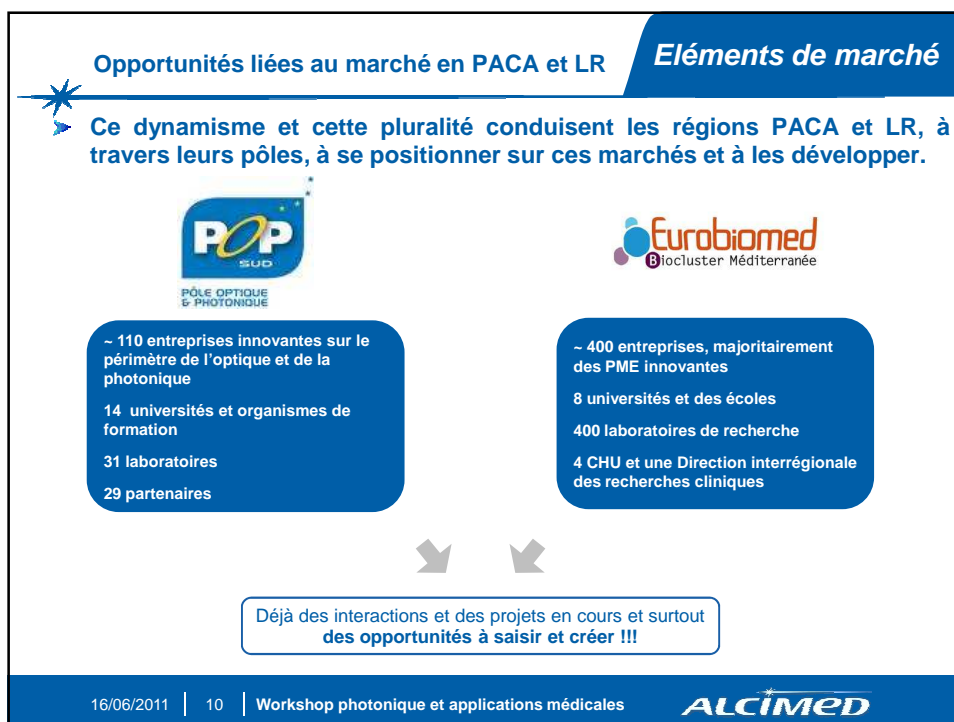 Opportunités liées au marché en PACA et LR
Eléments de marché
Ce dynamisme et cette pluralité conduisent les régions PACA et LR, à
travers leurs pôles, à se positionner sur ces marchés et à les développer.
POP
SUD
PÔLE OPTIQUE
& PHOTONIQUE
~ 110 entreprises innovantes sur le
périmètre de l'optique et de la
photonique
14 universités et organismes de
formation
31 laboratoires
29 partenaires
Eurobiomed
Biocluster Méditerranée
~ 400 entreprises, majoritairement
des PME innovantes
8 universités et des écoles
400 laboratoires de recherche
4 CHU et une Direction interrégionale
des recherches cliniques
Déjà des interactions et des projets en cours et surtout
des opportunités à saisir et créer !!!
16/06/2011 10 Workshop photonique et applications médicales
ALCIMED